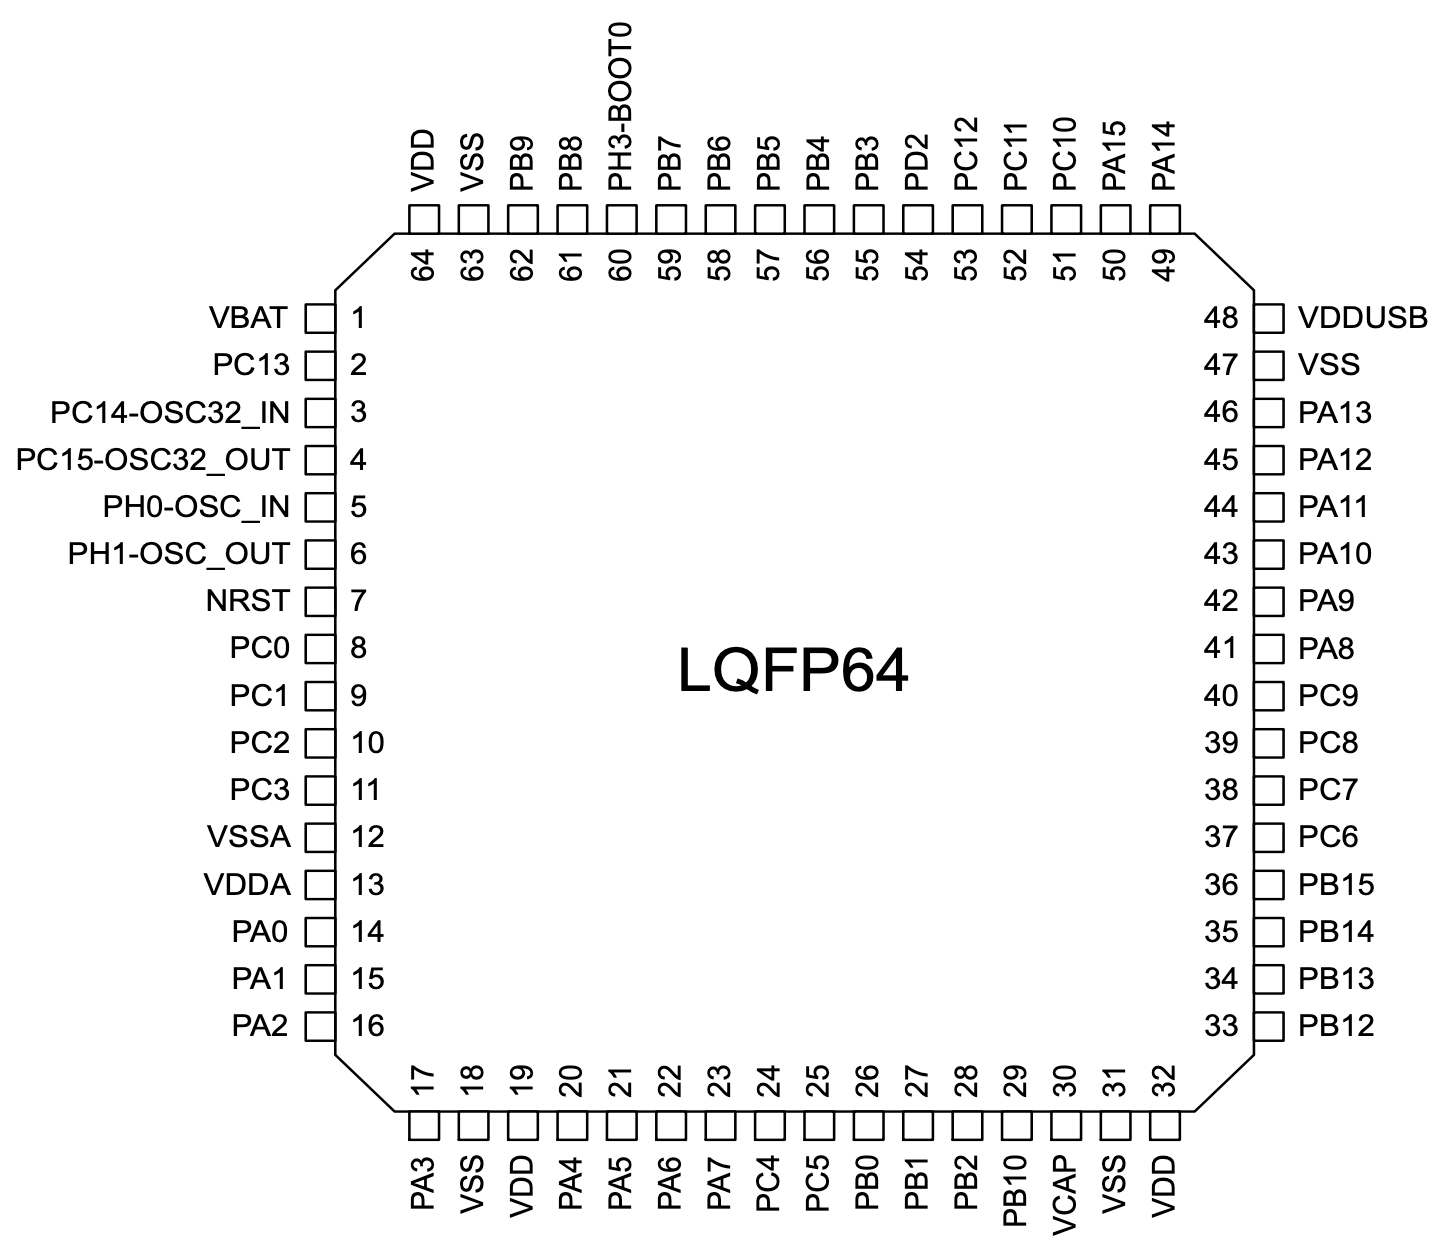 VDD VSS PB9 PB8 PH3-BOOT0 PB7 PB6 PB5 PB4 PB3 PD2 PC12 PC11 PC10 PA15 PA14
64 63 62 61 60 59 58 57 56 55 54 53 52 51 50 49
VBAT 1 48 VDDUSB
PC13 2 47 VSS
PC14-OSC32_IN 3 46 PA13
PC15-OSC32_OUT 4 45 PA12
PH0-OSC_IN 5 44 PA11
PH1-OSC_OUT 6 43 PA10
NRST 7 42 PA9
PC0 8 41 PA8
LQFP64
PC1 9 40 PC9
PC2 10 39 PC8
PC3 11 38 PC7
VSSA 12 37 PC6
VDDA 13 36 PB15
PA0 14 35 PB14
PA1 15 34 PB13
PA2 16 33 PB12
17 18 19 20 21 22 23 24 25 26 27 28 29 30 31 32
PA3 VSS VDD PA4 PA5 PA6 PA7 PC4 PC5 PB0 PB1 PB2 PB10 VCAP VSS VDD